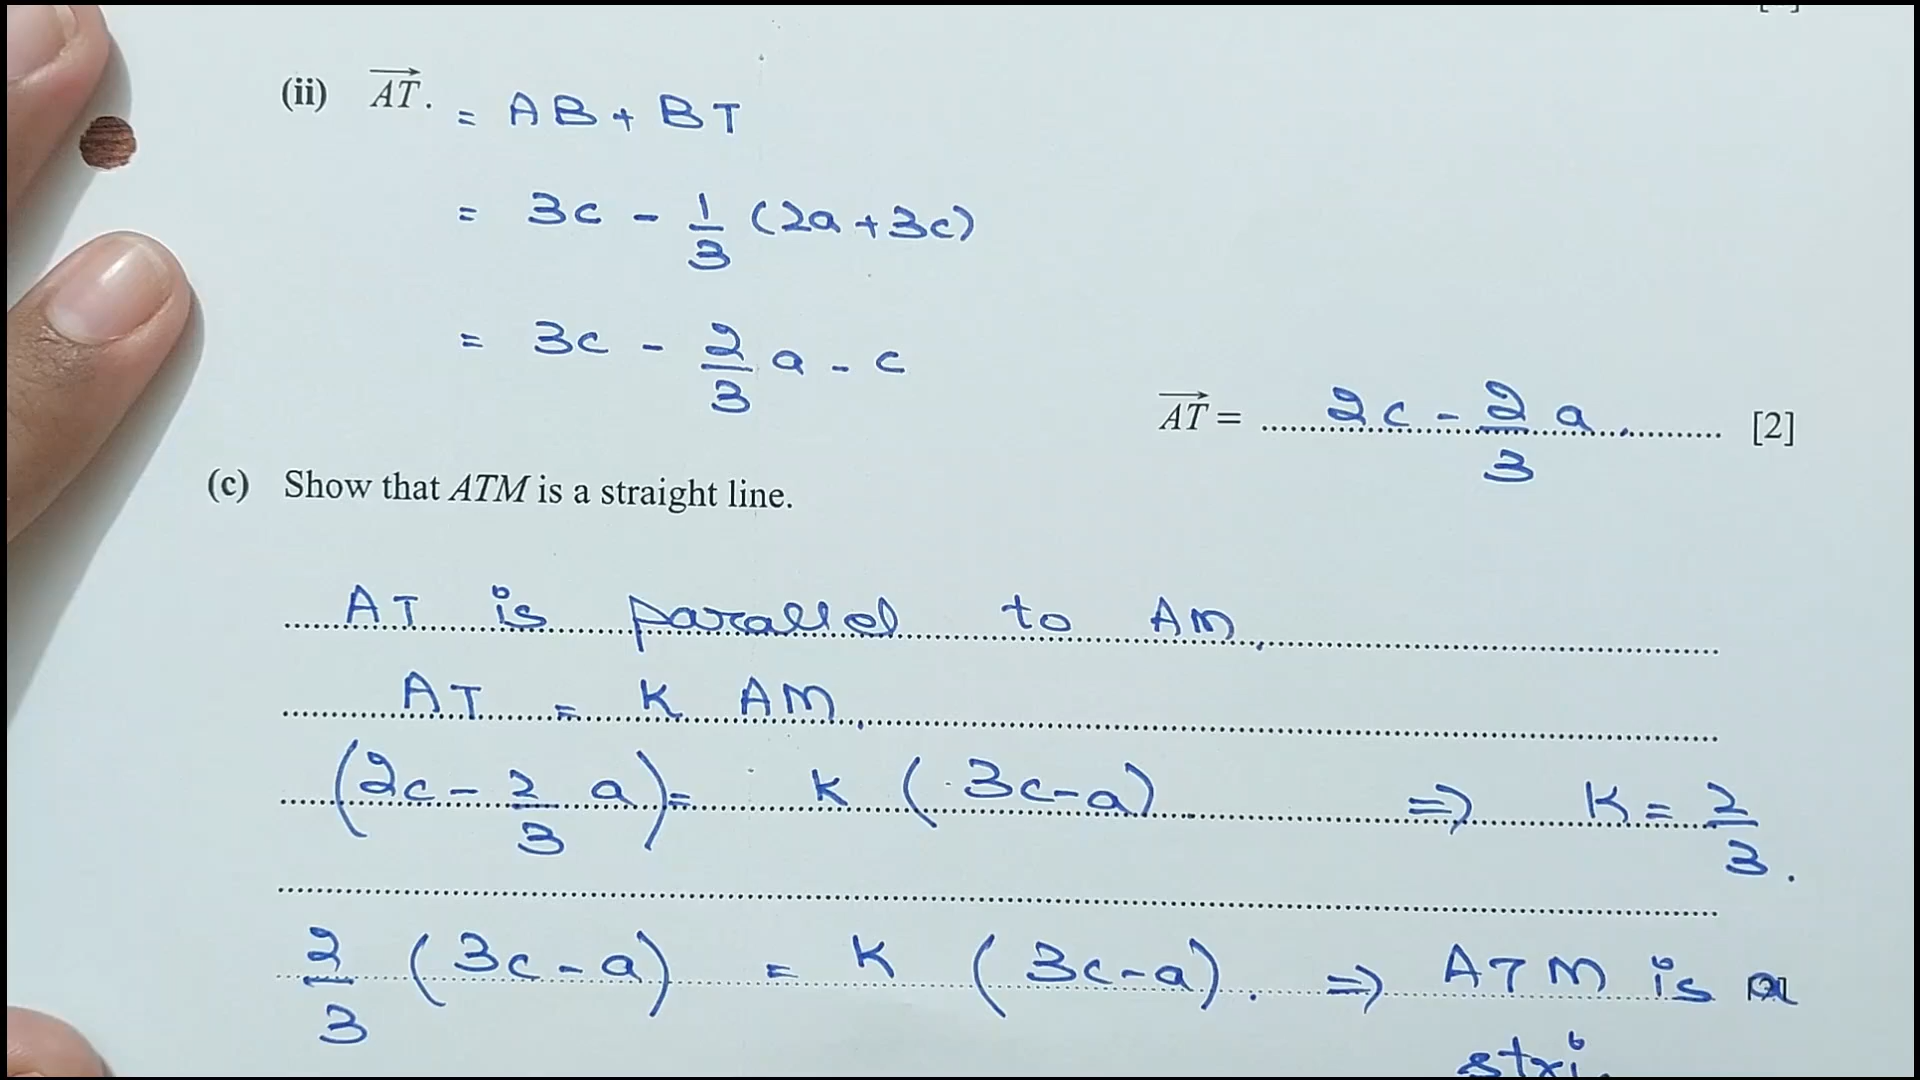 (ii) AT. = AB + BT
= 3c - 1/3 (2a + 3c)
= 3c - 2/3 a - c
AT = ........ 2c - 2/3 a ........ [2]
(c) Show that ATM is a straight line.
AT is parallel to AM.
AT = K AM.
(2c - 2/3 a) = K (3c - a) ⇒ K = 2/3.
2/3 (3c - a) = K (3c - a). ⇒ ATM is a